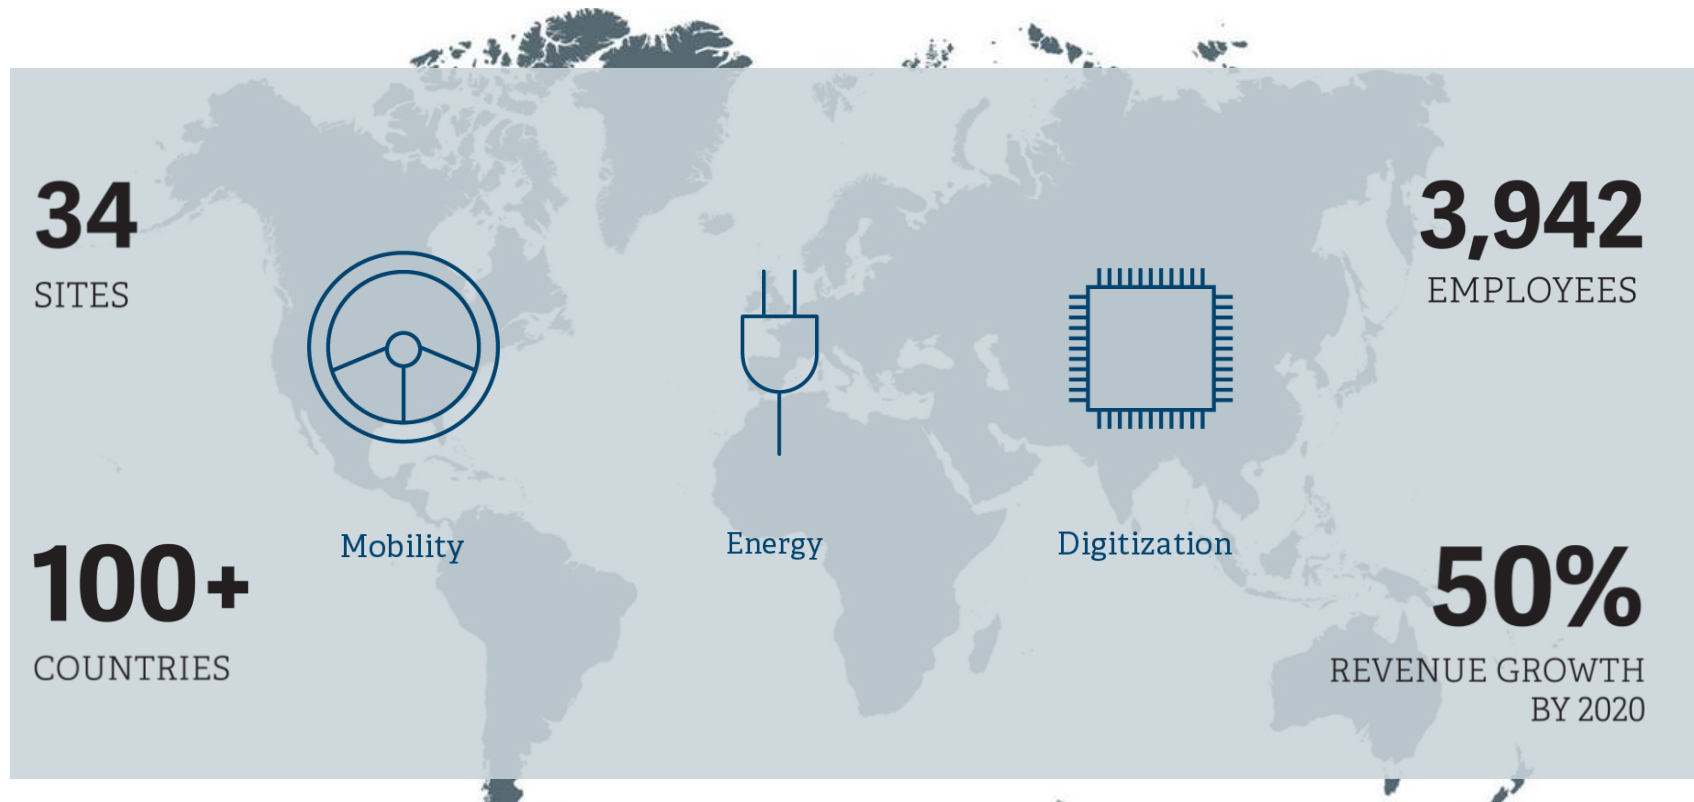 34
SITES
3,942
EMPLOYEES
Mobility
Energy
Digitization
100+
COUNTRIES
50%
REVENUE GROWTH
BY 2020